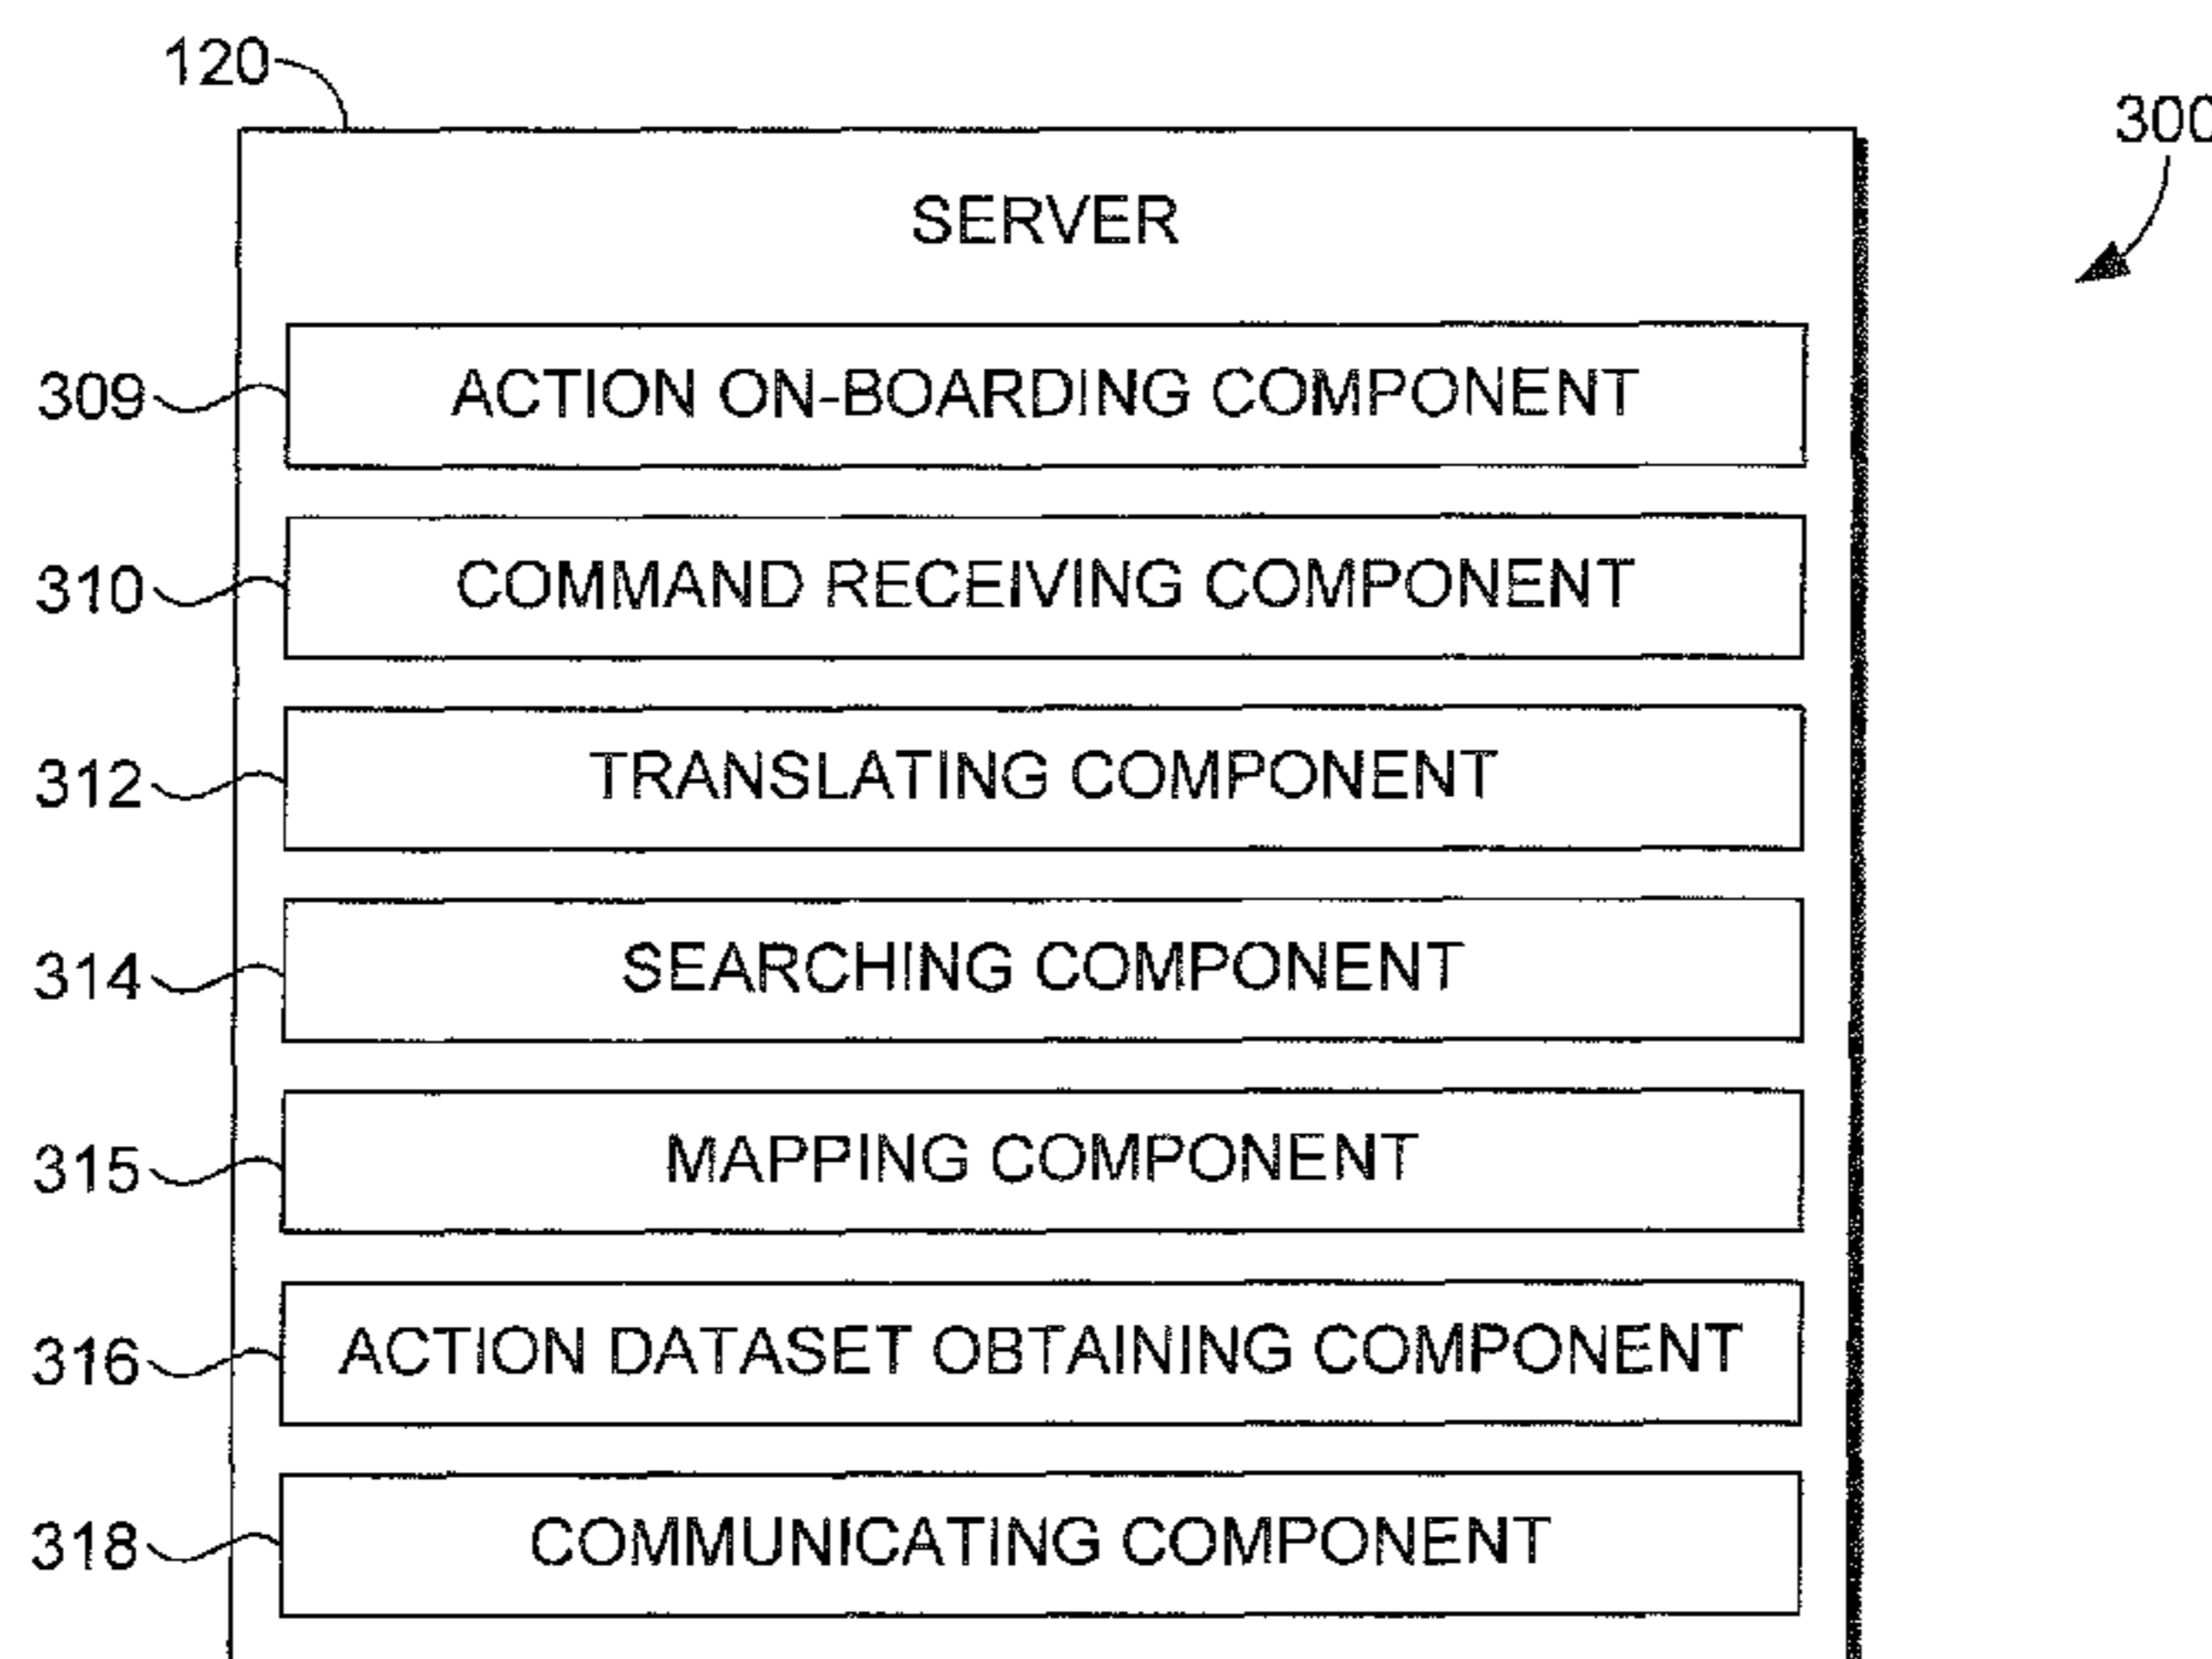 120
300
SERVER
309 ACTION ON-BOARDING COMPONENT
310 COMMAND RECEIVING COMPONENT
312 TRANSLATING COMPONENT
314 SEARCHING COMPONENT
315 MAPPING COMPONENT
316 ACTION DATASET OBTAINING COMPONENT
318 COMMUNICATING COMPONENT